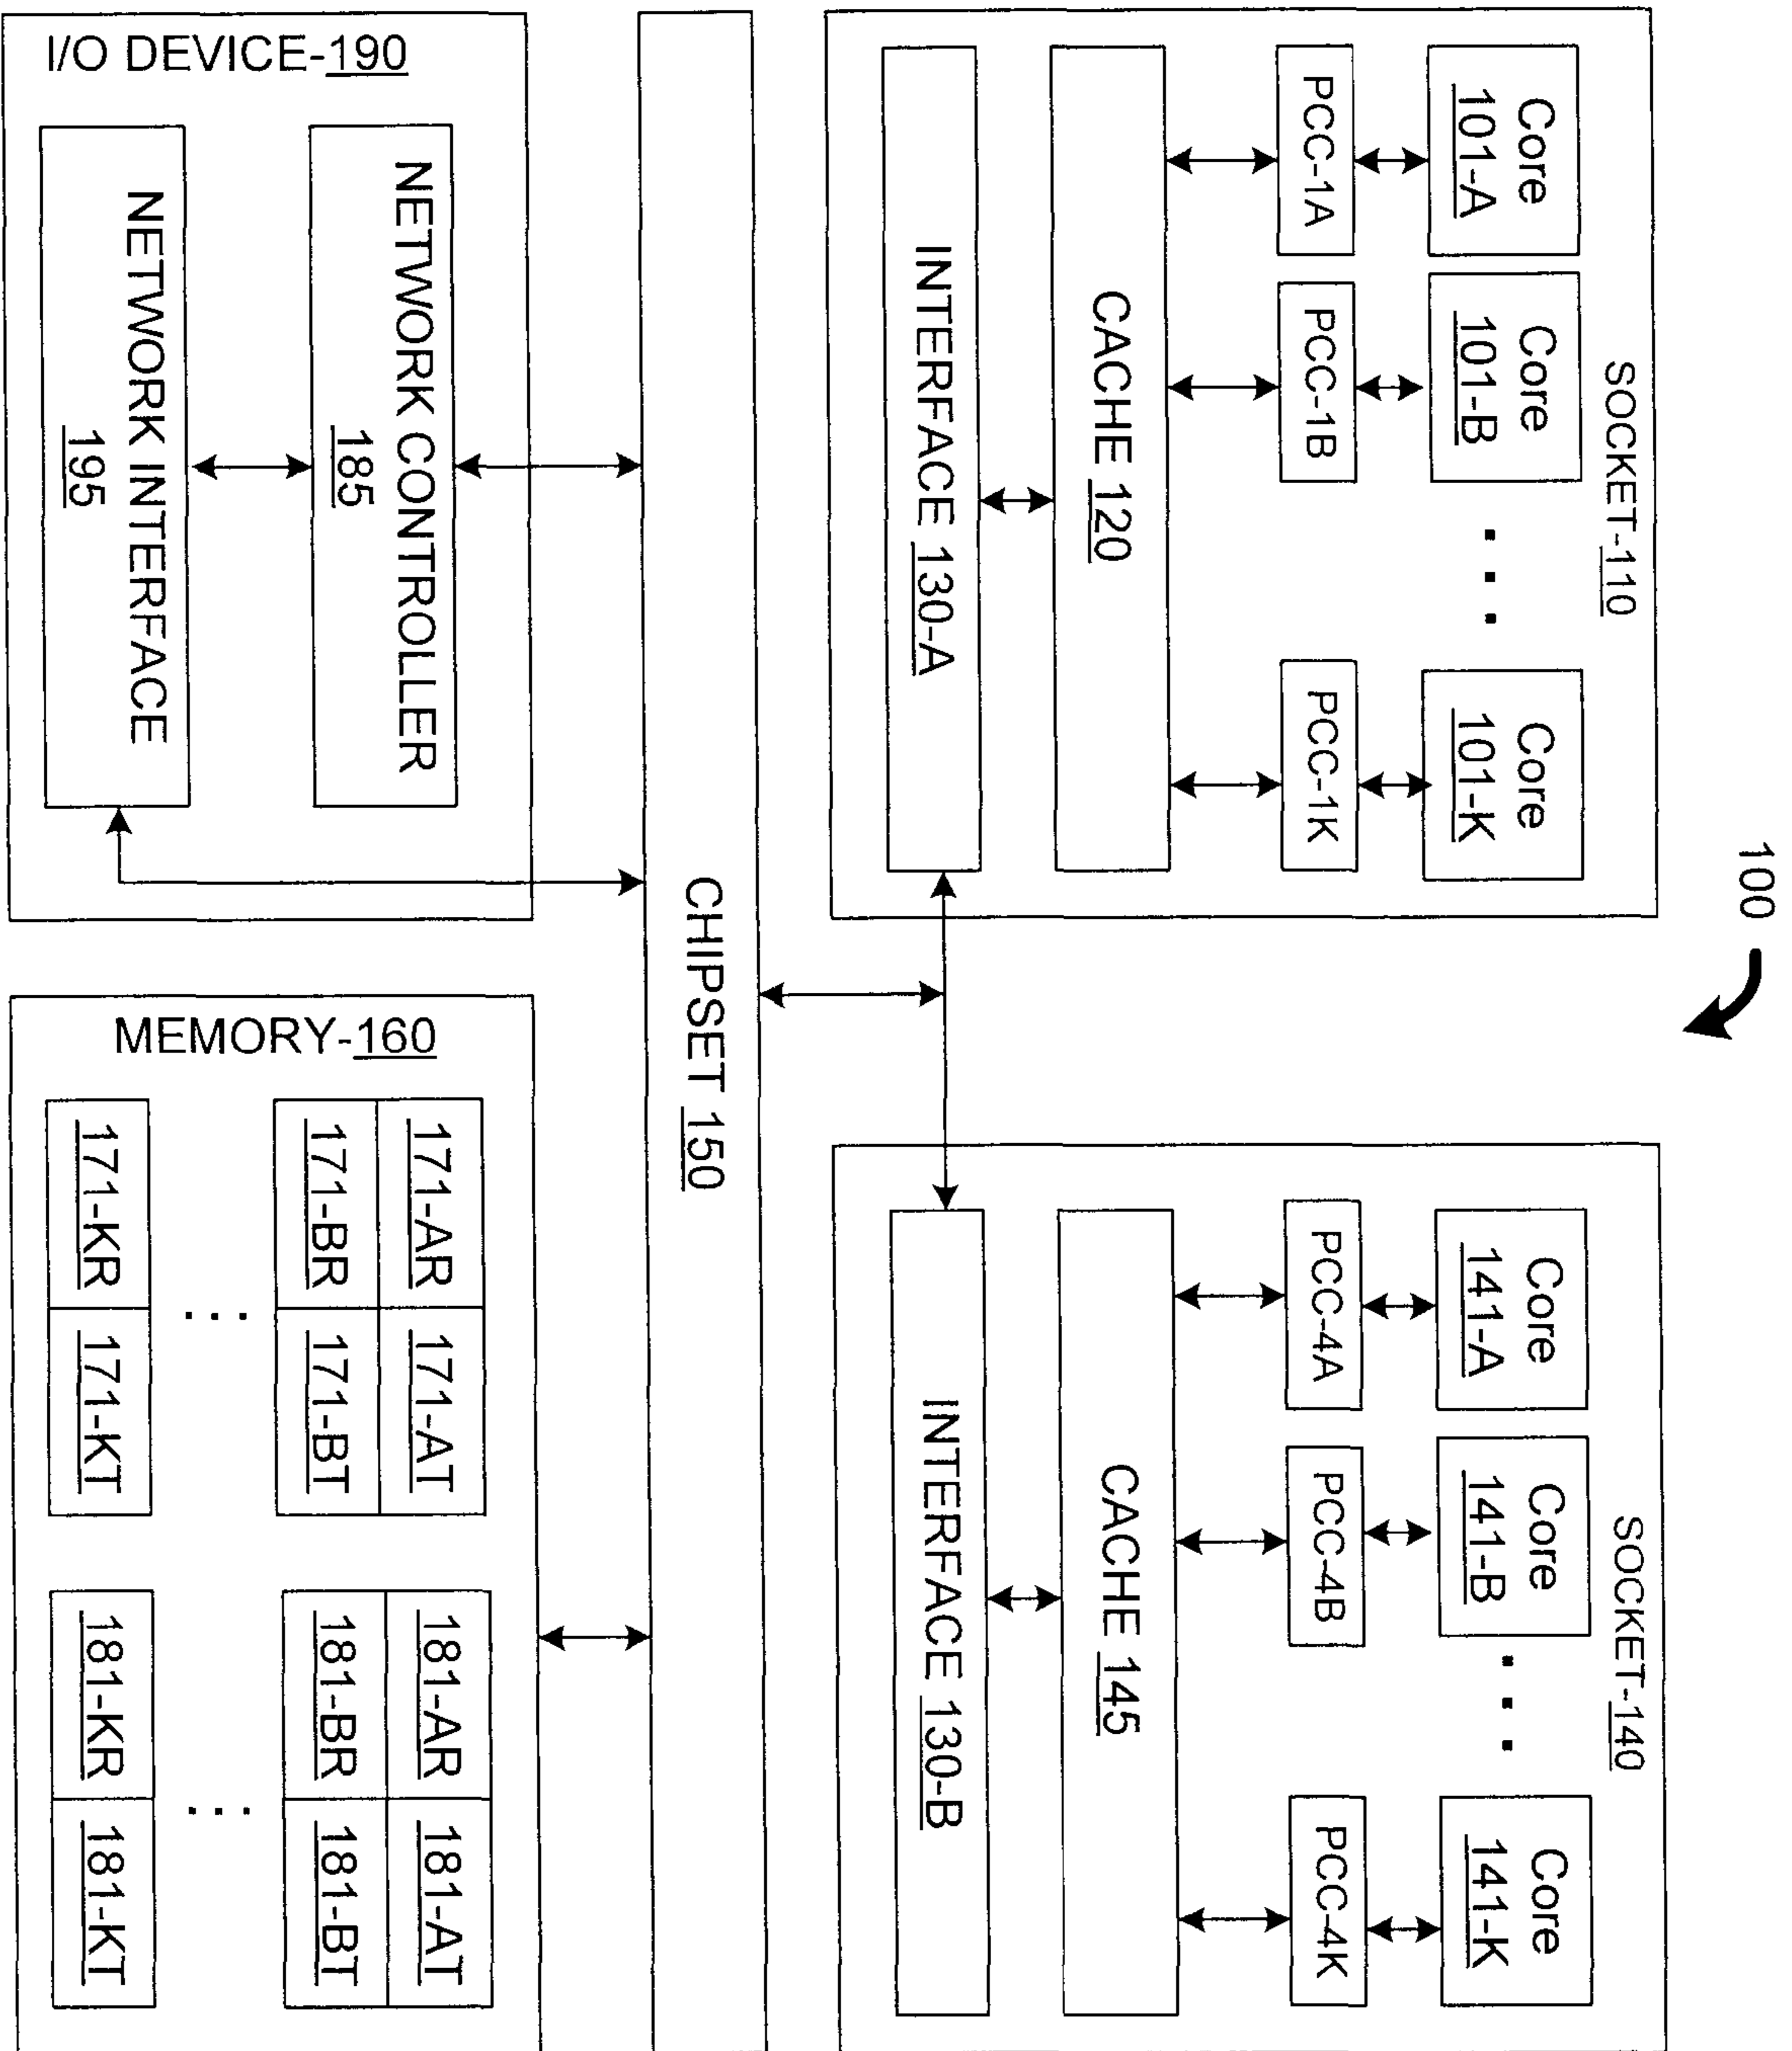 100
SOCKET-110
Core
101-A
Core
101-B
...
Core
101-K
PCC-1A
PCC-1B
PCC-1K
CACHE 120
INTERFACE 130-A
SOCKET-140
Core
141-A
Core
141-B
...
Core
141-K
PCC-4A
PCC-4B
PCC-4K
CACHE 145
INTERFACE 130-B
CHIPSET 150
NETWORK CONTROLLER
185
NETWORK INTERFACE
195
I/O DEVICE-190
171-AR
171-AT
171-BR
171-BT
...
171-KR
171-KT
181-AR
181-AT
181-BR
181-BT
...
181-KR
181-KT
MEMORY-160